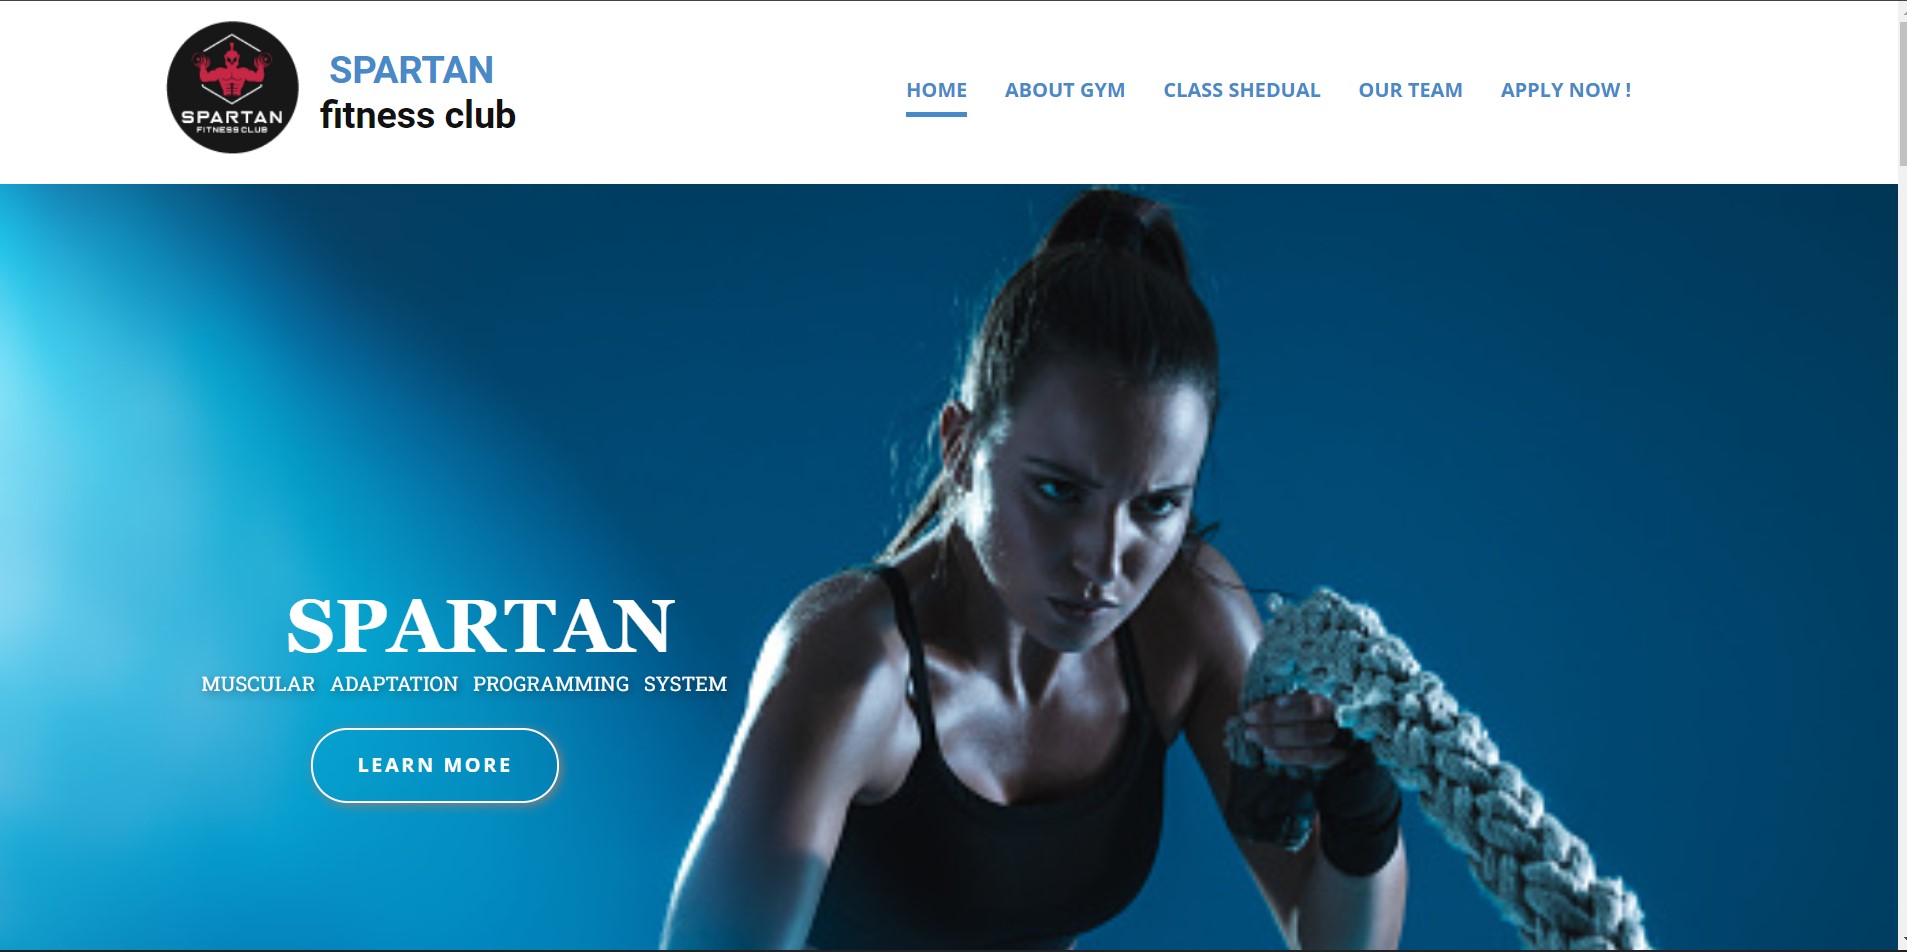 SPARTAN
FITNESS CLUB
SPARTAN
fitness club
HOME ABOUT GYM CLASS SHEDUAL OUR TEAM APPLY NOW !
SPARTAN
MUSCULAR ADAPTATION PROGRAMMING SYSTEM
LEARN MORE